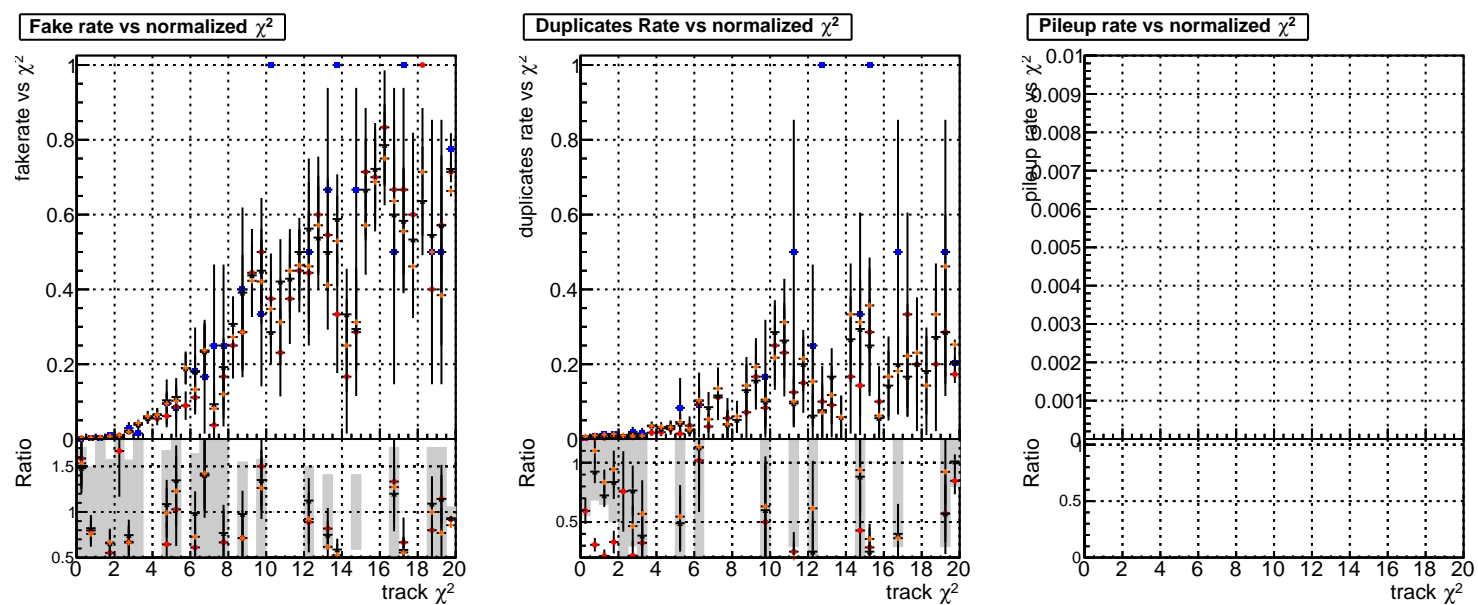 Fake rate vs normalized χ²
fakerate vs χ²
1
0.8
0.6
0.4
0.2
0
Ratio
1.5
1
0.5
0 2 4 6 8 10 12 14 16 18 20
track χ²
Duplicates Rate vs normalized χ²
duplicates rate vs χ²
1
0.8
0.6
0.4
0.2
0
Ratio
1
0.5
0 2 4 6 8 10 12 14 16 18 20
track χ²
Pileup rate vs normalized χ²
pileup rate vs χ²
0.01
0.009
0.008
0.007
0.006
0.005
0.004
0.003
0.002
0.001
0
Ratio
1
0.5
0
0 2 4 6 8 10 12 14 16 18 20
track χ²